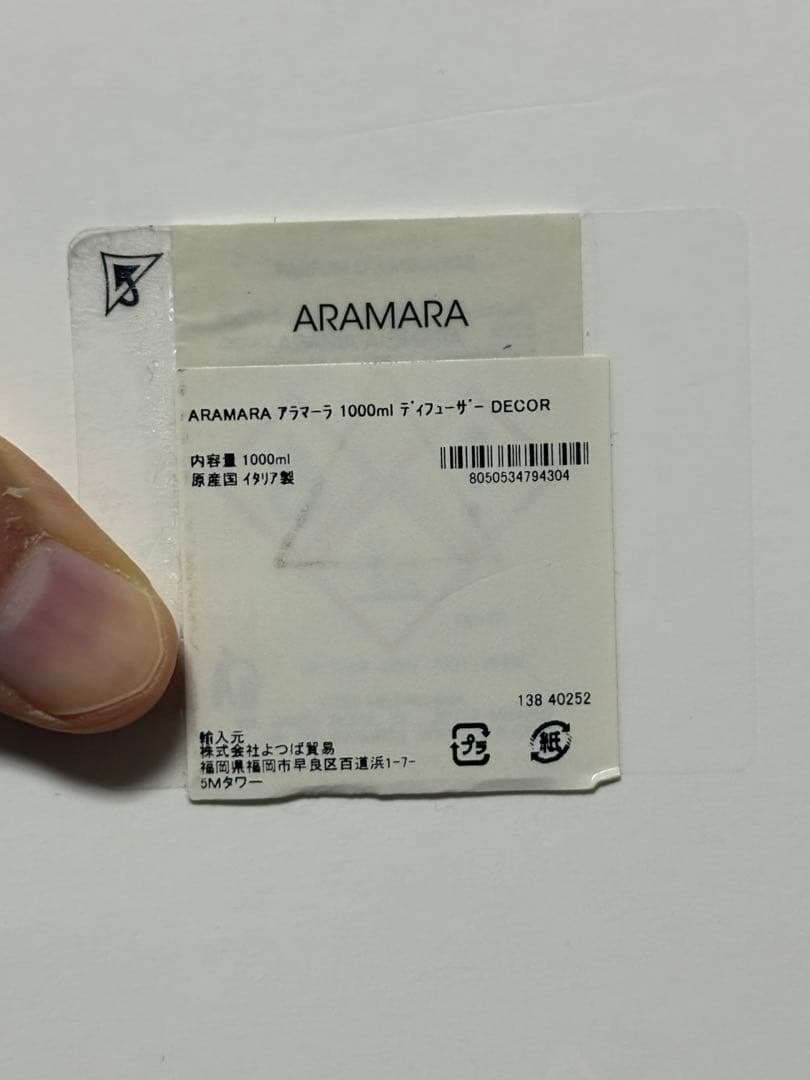 ARAMARA
ARAMARA ｱﾗﾏｰﾗ 1000ml ﾃﾞｨﾌｭｰｻﾞｰ DECOR
内容量 1000ml
原産国 ｲﾀﾘｱ製
8050534794304
138 40252
輸入元
株式会社よつば貿易
福岡県福岡市早良区百道浜1-7-
5Mタワー
プラ
紙